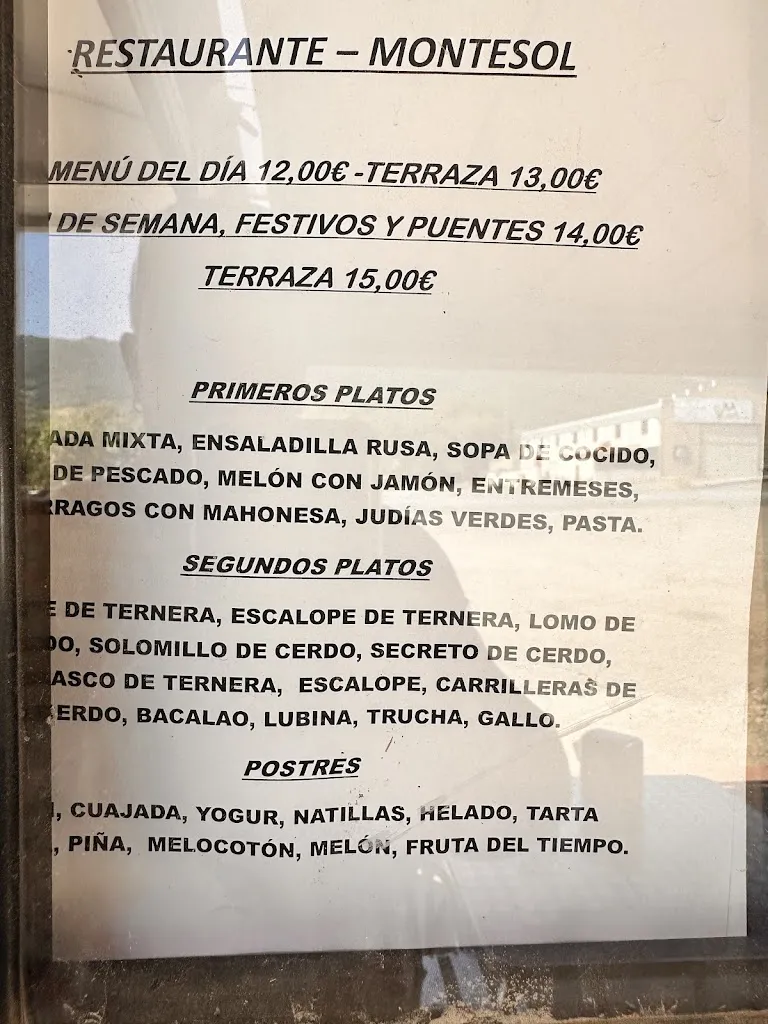 RESTAURANTE – MONTESOL
MENÚ DEL DÍA 12,00€ -TERRAZA 13,00€
DE SEMANA, FESTIVOS Y PUENTES 14,00€
TERRAZA 15,00€
PRIMEROS PLATOS
ADA MIXTA, ENSALADILLA RUSA, SOPA DE COCIDO,
DE PESCADO, MELÓN CON JAMÓN, ENTREMESES,
RRAGOS CON MAHONESA, JUDÍAS VERDES, PASTA.
SEGUNDOS PLATOS
E DE TERNERA, ESCALOPE DE TERNERA, LOMO DE
DO, SOLOMILLO DE CERDO, SECRETO DE CERDO,
ASCO DE TERNERA, ESCALOPE, CARRILLERAS DE
ERDO, BACALAO, LUBINA, TRUCHA, GALLO.
POSTRES
, CUAJADA, YOGUR, NATILLAS, HELADO, TARTA
, PIÑA, MELOCOTÓN, MELÓN, FRUTA DEL TIEMPO.